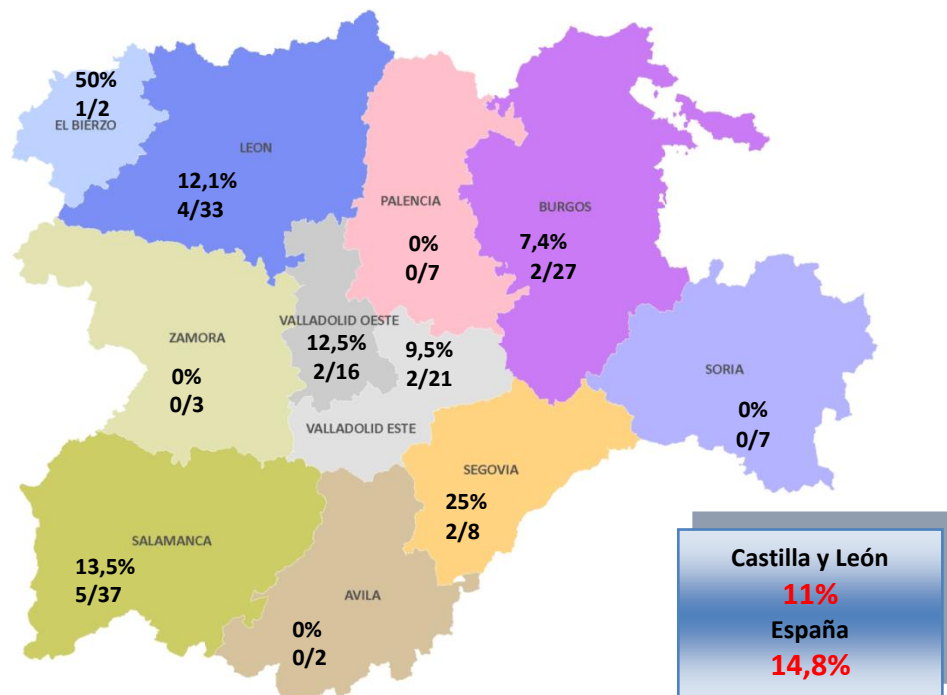 50%
1/2
EL BIERZO
LEON
12,1%
4/33
PALENCIA
0%
0/7
BURGOS
7,4%
2/27
ZAMORA
0%
0/3
VALLADOLID OESTE
12,5%
2/16
9,5%
2/21
VALLADOLID ESTE
SORIA
0%
0/7
SEGOVIA
25%
2/8
SALAMANCA
13,5%
5/37
AVILA
0%
0/2
Castilla y León
11%
España
14,8%